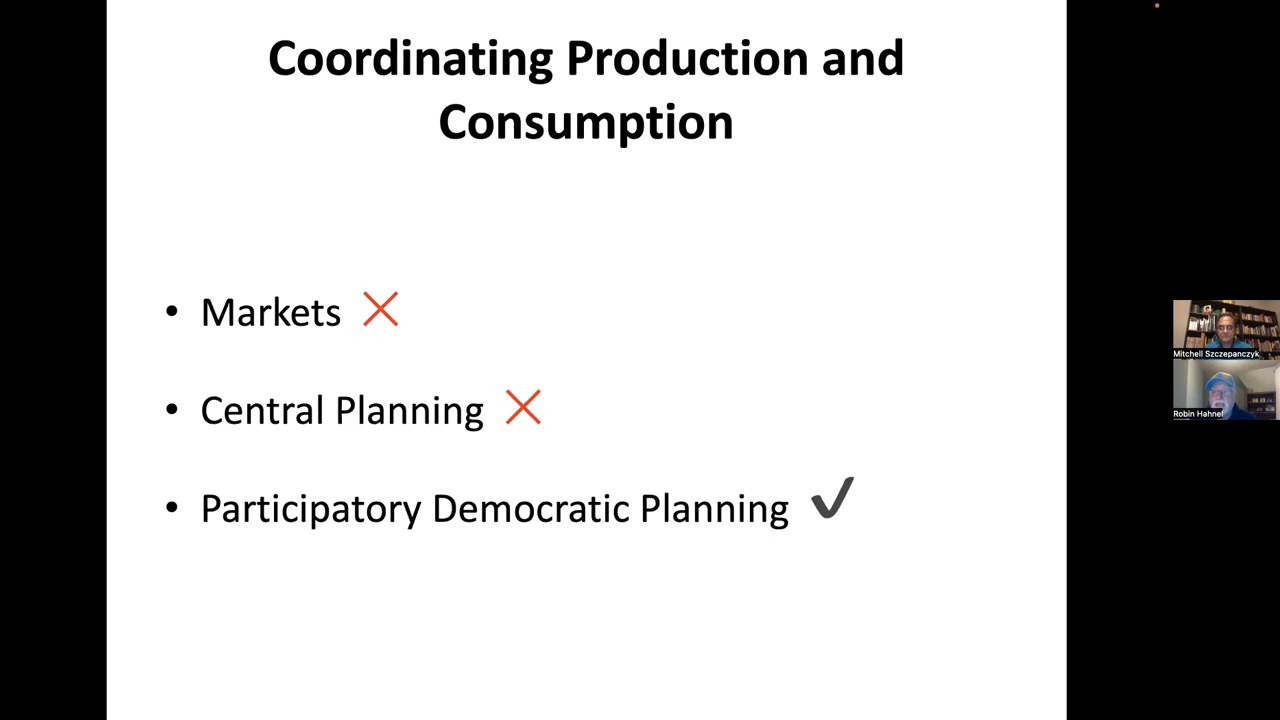 Coordinating Production and
Consumption
• Markets ❌
• Central Planning ❌
• Participatory Democratic Planning ✔
Mitchell Szczepanczyk
Robin Hahnel